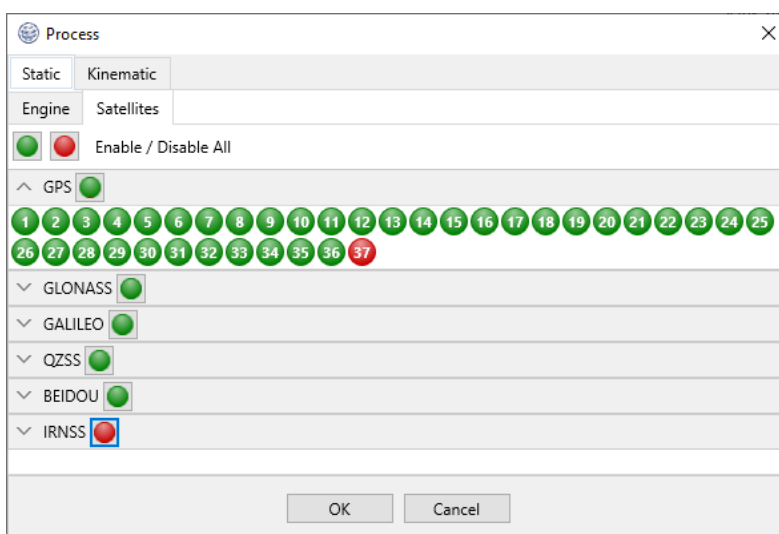 Process
Static Kinematic
Engine Satellites
Enable / Disable All
GPS
1 2 3 4 5 6 7 8 9 10 11 12 13 14 15 16 17 18 19 20 21 22 23 24 25
26 27 28 29 30 31 32 33 34 35 36 37
GLONASS
GALILEO
QZSS
BEIDOU
IRNSS
OK Cancel